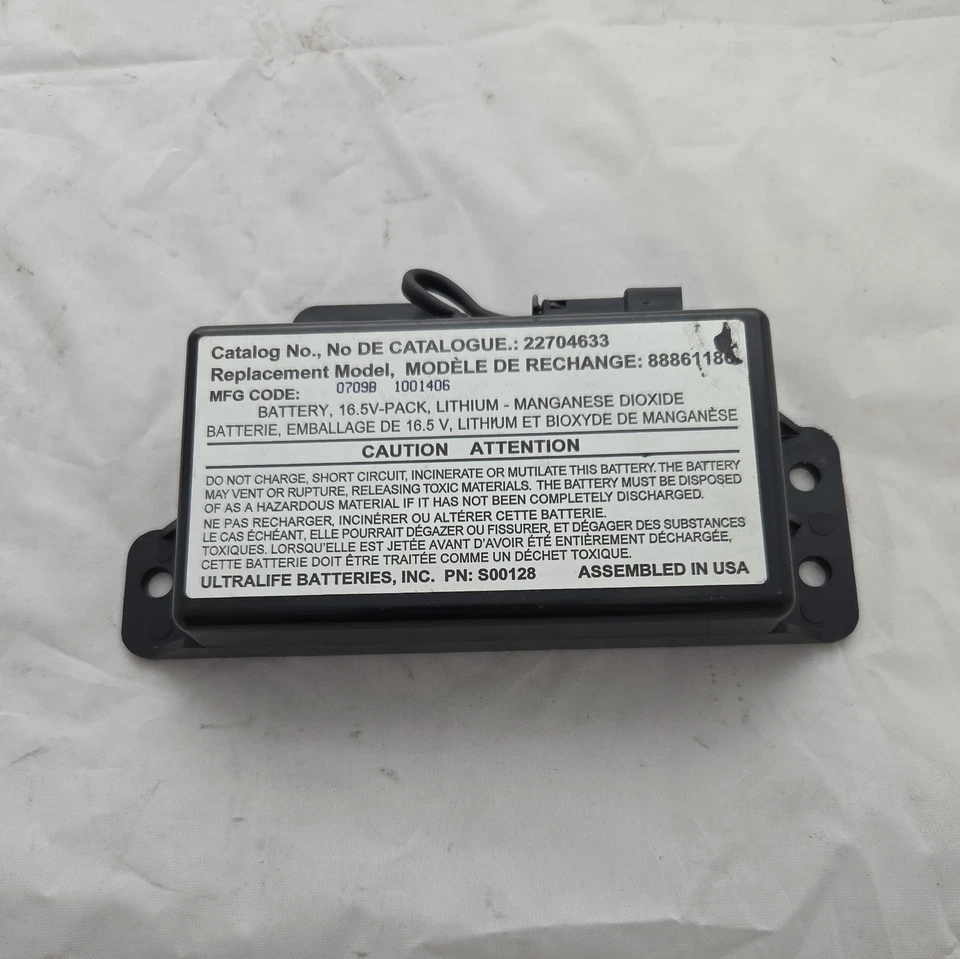 Catalog No., No DE CATALOGUE.: 22704633
Replacement Model, MODÈLE DE RECHANGE:
MFG CODE: 0709B 1001406
BATTERY, 16.5V-PACK, LITHIUM - MANGANESE DIOXIDE
BATTERIE, EMBALLAGE DE 16.5 V, LITHIUM ET BIOXYDE DE MANGANÈSE
CAUTION ATTENTION
DO NOT CHARGE, SHORT CIRCUIT, INCINERATE OR MUTILATE THIS BATTERY. THE BATTERY
MAY VENT OR RUPTURE, RELEASING TOXIC MATERIALS. THE BATTERY MUST BE DISPOSED
OF AS A HAZARDOUS MATERIAL IF IT HAS NOT BEEN COMPLETELY DISCHARGED.
NE PAS RECHARGER, INCINÉRER OU ALTÉRER CETTE BATTERIE.
LE CAS ÉCHÉANT, ELLE POURRAIT DÉGAZER OU FISSURER, ET DÉGAGER DES SUBSTANCES
TOXIQUES. LORSQU'ELLE EST JETÉE AVANT D'AVOIR ÉTÉ ENTIÈREMENT DÉCHARGÉE,
CETTE BATTERIE DOIT ÊTRE TRAITÉE COMME UN DÉCHET TOXIQUE.
ULTRALIFE BATTERIES, INC. PN: S00128 ASSEMBLED IN USA